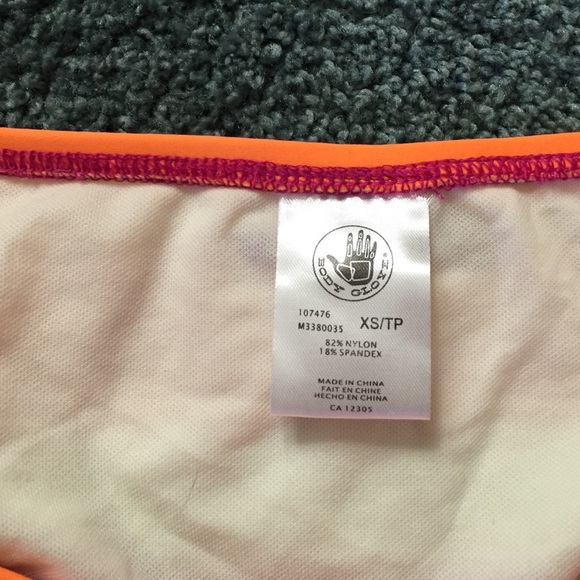 BODY GLOVE®
107476
M3380035 XS/TP
82% NYLON
18% SPANDEX
MADE IN CHINA
FAIT EN CHINE
HECHO EN CHINA
CA 12305